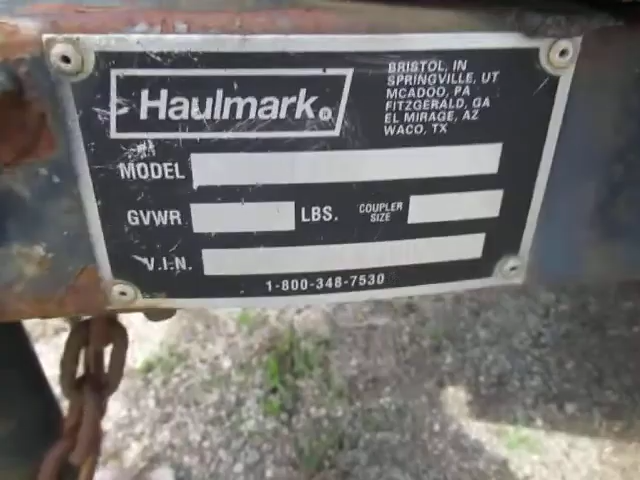 Haulmark®
BRISTOL, IN
SPRINGVILLE, UT
MCADOO, PA
FITZGERALD, GA
EL MIRAGE, AZ
WACO, TX
MODEL
GVWR LBS. COUPLER SIZE
V.I.N.
1-800-348-7530